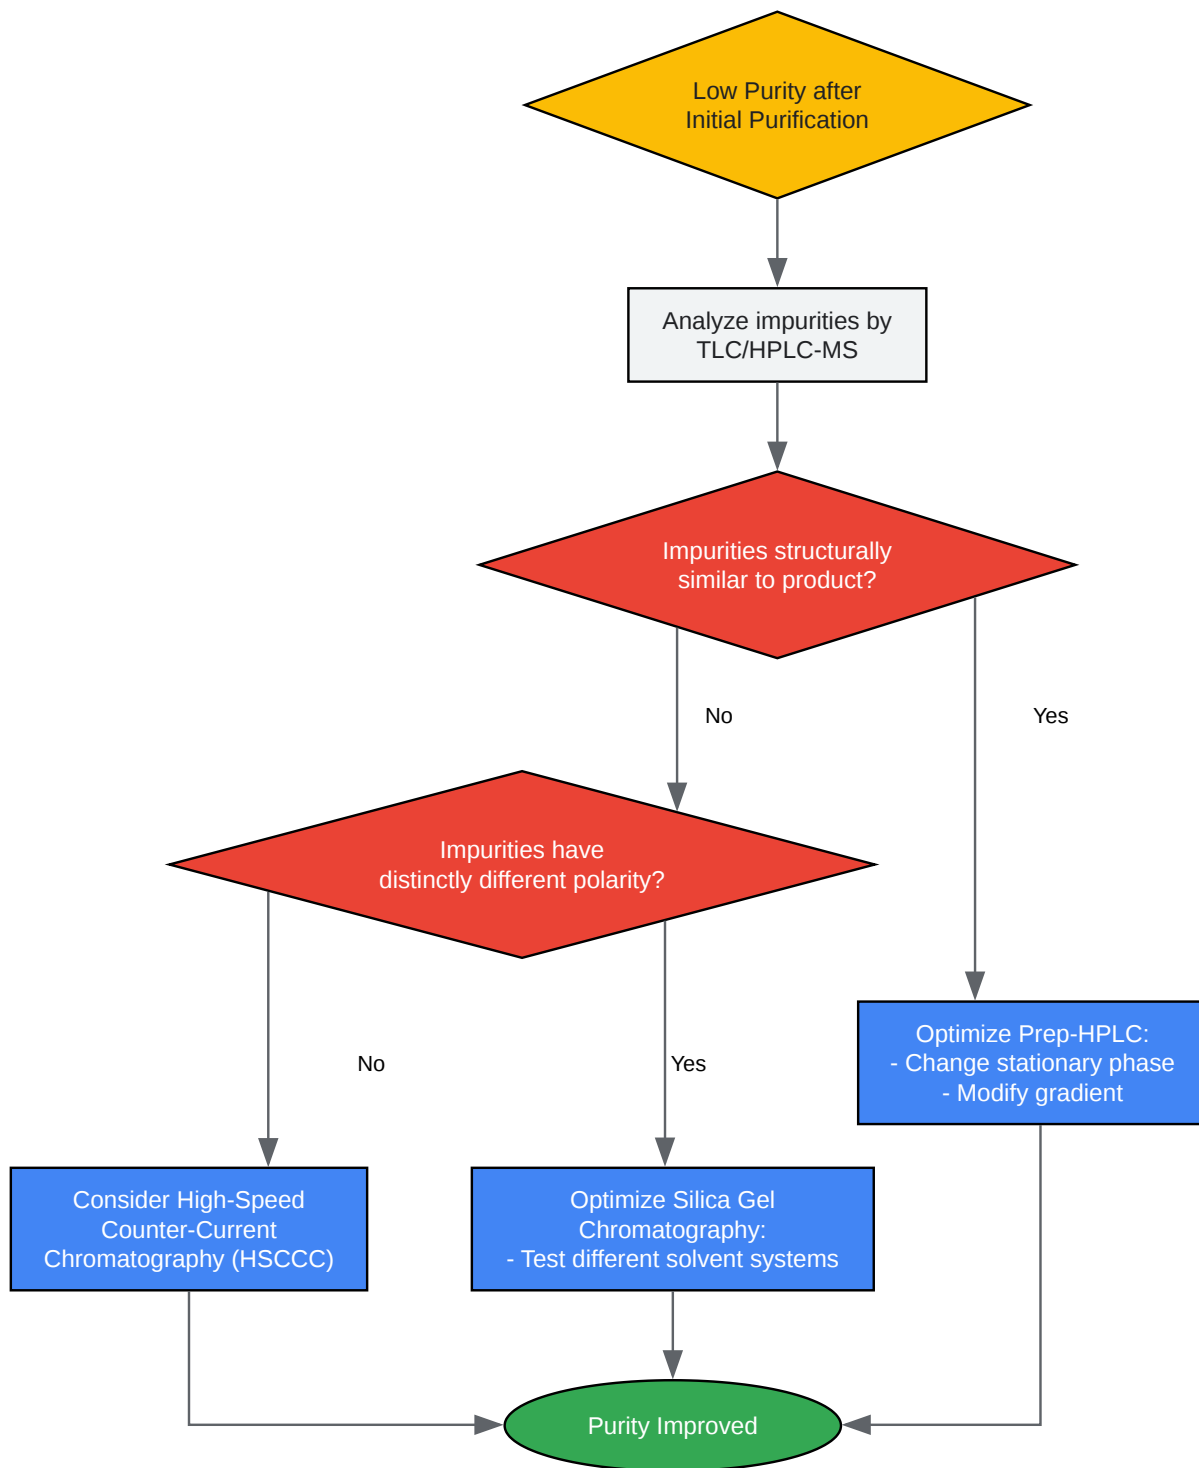 Low Purity after
Initial Purification
Analyze impurities by
TLC/HPLC-MS
Impurities structurally
similar to product?
No
Yes
Impurities have
distinctly different polarity?
No
Yes
Optimize Prep-HPLC:
- Change stationary phase
- Modify gradient
Consider High-Speed
Counter-Current
Chromatography (HSCCC)
Optimize Silica Gel
Chromatography:
- Test different solvent systems
Purity Improved